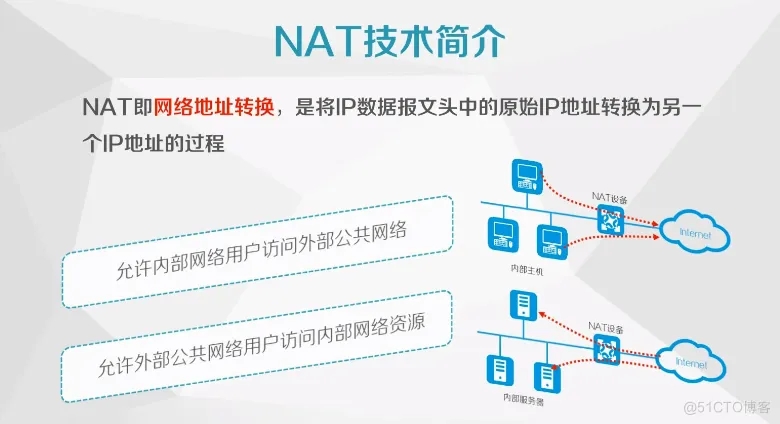 NAT技术简介
NAT即网络地址转换，是将IP数据报文头中的原始IP地址转换为另一
个IP地址的过程
允许内部网络用户访问外部公共网络
NAT设备
Internet
内部主机
允许外部公共网络用户访问内部网络资源
NAT设备
Internet
内部服务器
@51CTO博客